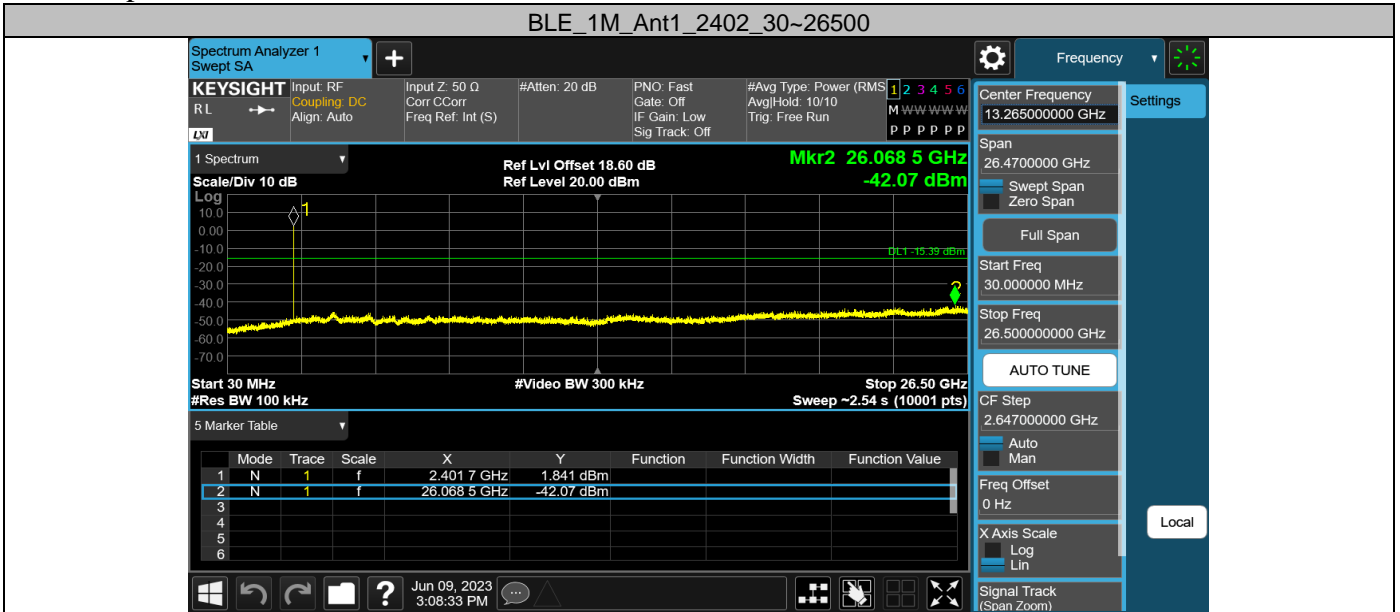 BLE_1M_Ant1_2402_30~26500
Spectrum Analyzer 1
Swept SA
+
Frequency
KEYSIGHT
RL
LXI
Input: RF
Coupling: DC
Align: Auto
Input Z: 50 Ω
Corr CCorr
Freq Ref: Int (S)
#Atten: 20 dB
PNO: Fast
Gate: Off
IF Gain: Low
Sig Track: Off
#Avg Type: Power (RMS
Avg|Hold: 10/10
Trig: Free Run
1 2 3 4 5 6
M W W W W W
P P P P P P
1 Spectrum
Scale/Div 10 dB
Ref Lvl Offset 18.60 dB
Ref Level 20.00 dBm
Mkr2 26.068 5 GHz
-42.07 dBm
Log
10.0
0.00
-10.0
-20.0
-30.0
-40.0
-50.0
-60.0
-70.0
1
DL1 -15.39 dBm
2
Start 30 MHz
#Video BW 300 kHz
Stop 26.50 GHz
#Res BW 100 kHz
Sweep ~2.54 s (10001 pts)
5 Marker Table
Mode Trace Scale X Y Function Function Width Function Value
1 N 1 f 2.401 7 GHz 1.841 dBm
2 N 1 f 26.068 5 GHz -42.07 dBm
3
4
5
6
?
Jun 09, 2023
3:08:33 PM
Center Frequency
13.265000000 GHz
Settings
Span
26.4700000 GHz
Swept Span
Zero Span
Full Span
Start Freq
30.000000 MHz
Stop Freq
26.500000000 GHz
AUTO TUNE
CF Step
2.647000000 GHz
Auto
Man
Freq Offset
0 Hz
Local
X Axis Scale
Log
Lin
Signal Track
(Span Zoom)